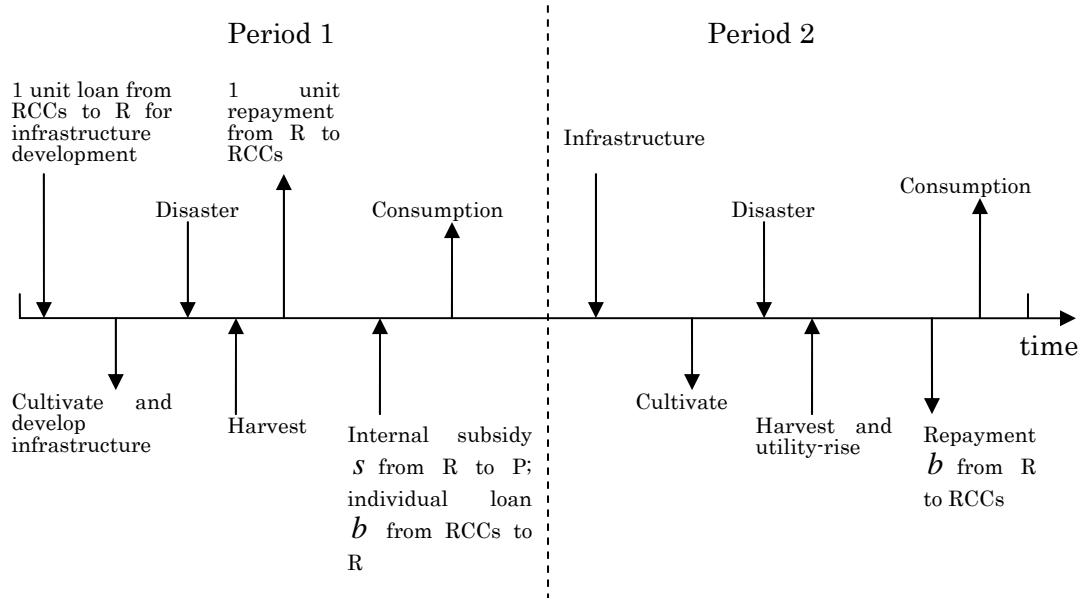 Period 1
Period 2
1 unit loan from
RCCs to R for
infrastructure
development
1 unit
repayment
from R to
RCCs
Disaster
Consumption
Infrastructure
Disaster
Consumption
time
Cultivate and
develop
infrastructure
Harvest
Internal subsidy
s from R to P;
individual loan
b from RCCs to
R
Cultivate
Harvest and
utility-rise
Repayment
b from R
to RCCs